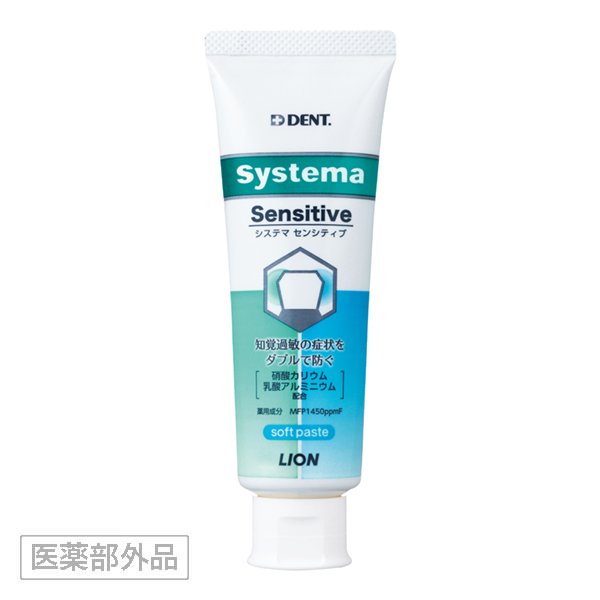 DENT.
Systema
Sensitive
システマ センシティブ
知覚過敏の症状を
ダブルで防ぐ
硝酸カリウム
乳酸アルミニウム
配合
薬用成分 MFP1450ppmF
soft paste
LION
医薬部外品